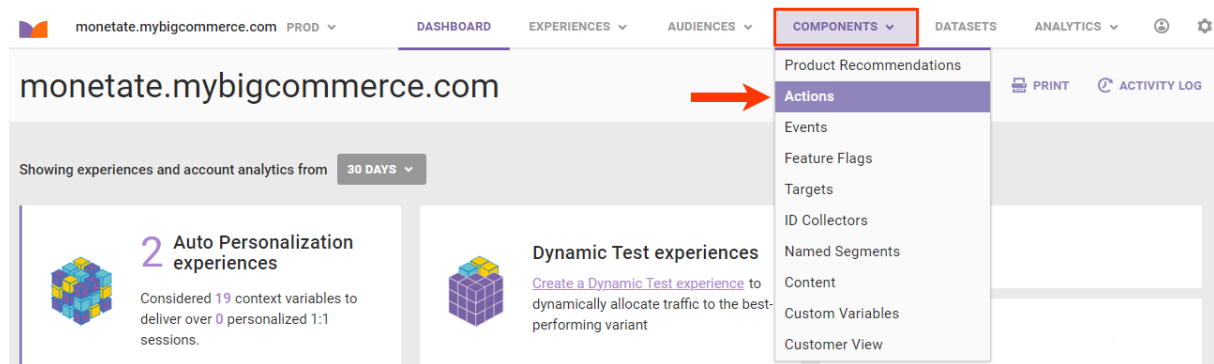 monetate.mybigcommerce.com PROD DASHBOARD EXPERIENCES AUDIENCES COMPONENTS DATASETS ANALYTICS
monetate.mybigcommerce.com
PRINT ACTIVITY LOG
Product Recommendations
Actions
Events
Feature Flags
Targets
ID Collectors
Named Segments
Content
Custom Variables
Customer View
Showing experiences and account analytics from 30 DAYS
2 Auto Personalization
experiences
Considered 19 context variables to
deliver over 0 personalized 1:1
sessions.
Dynamic Test experiences
Create a Dynamic Test experience to
dynamically allocate traffic to the best-
performing variant